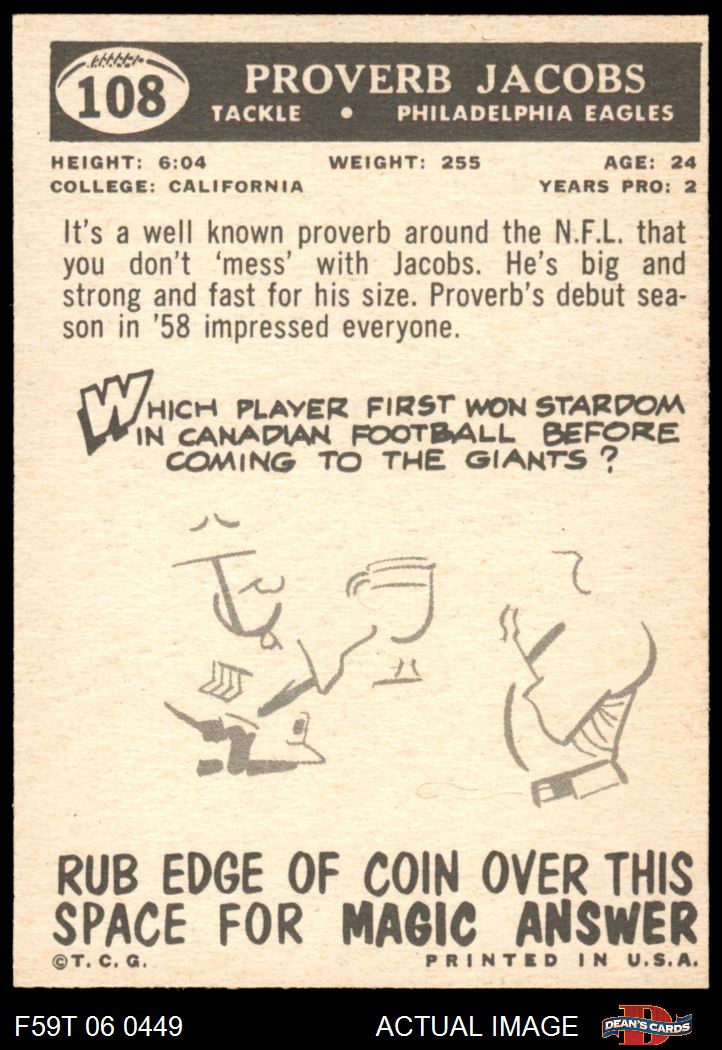 108
PROVERB JACOBS
TACKLE • PHILADELPHIA EAGLES
HEIGHT: 6:04 WEIGHT: 255 AGE: 24
COLLEGE: CALIFORNIA YEARS PRO: 2
It's a well known proverb around the N.F.L. that
you don't 'mess' with Jacobs. He's big and
strong and fast for his size. Proverb's debut sea-
son in '58 impressed everyone.
WHICH PLAYER FIRST WON STARDOM
IN CANADIAN FOOTBALL BEFORE
COMING TO THE GIANTS?
RUB EDGE OF COIN OVER THIS
SPACE FOR MAGIC ANSWER
©T.C.G. PRINTED IN U.S.A.
F59T 06 0449 ACTUAL IMAGE D DEAN'S CARDS